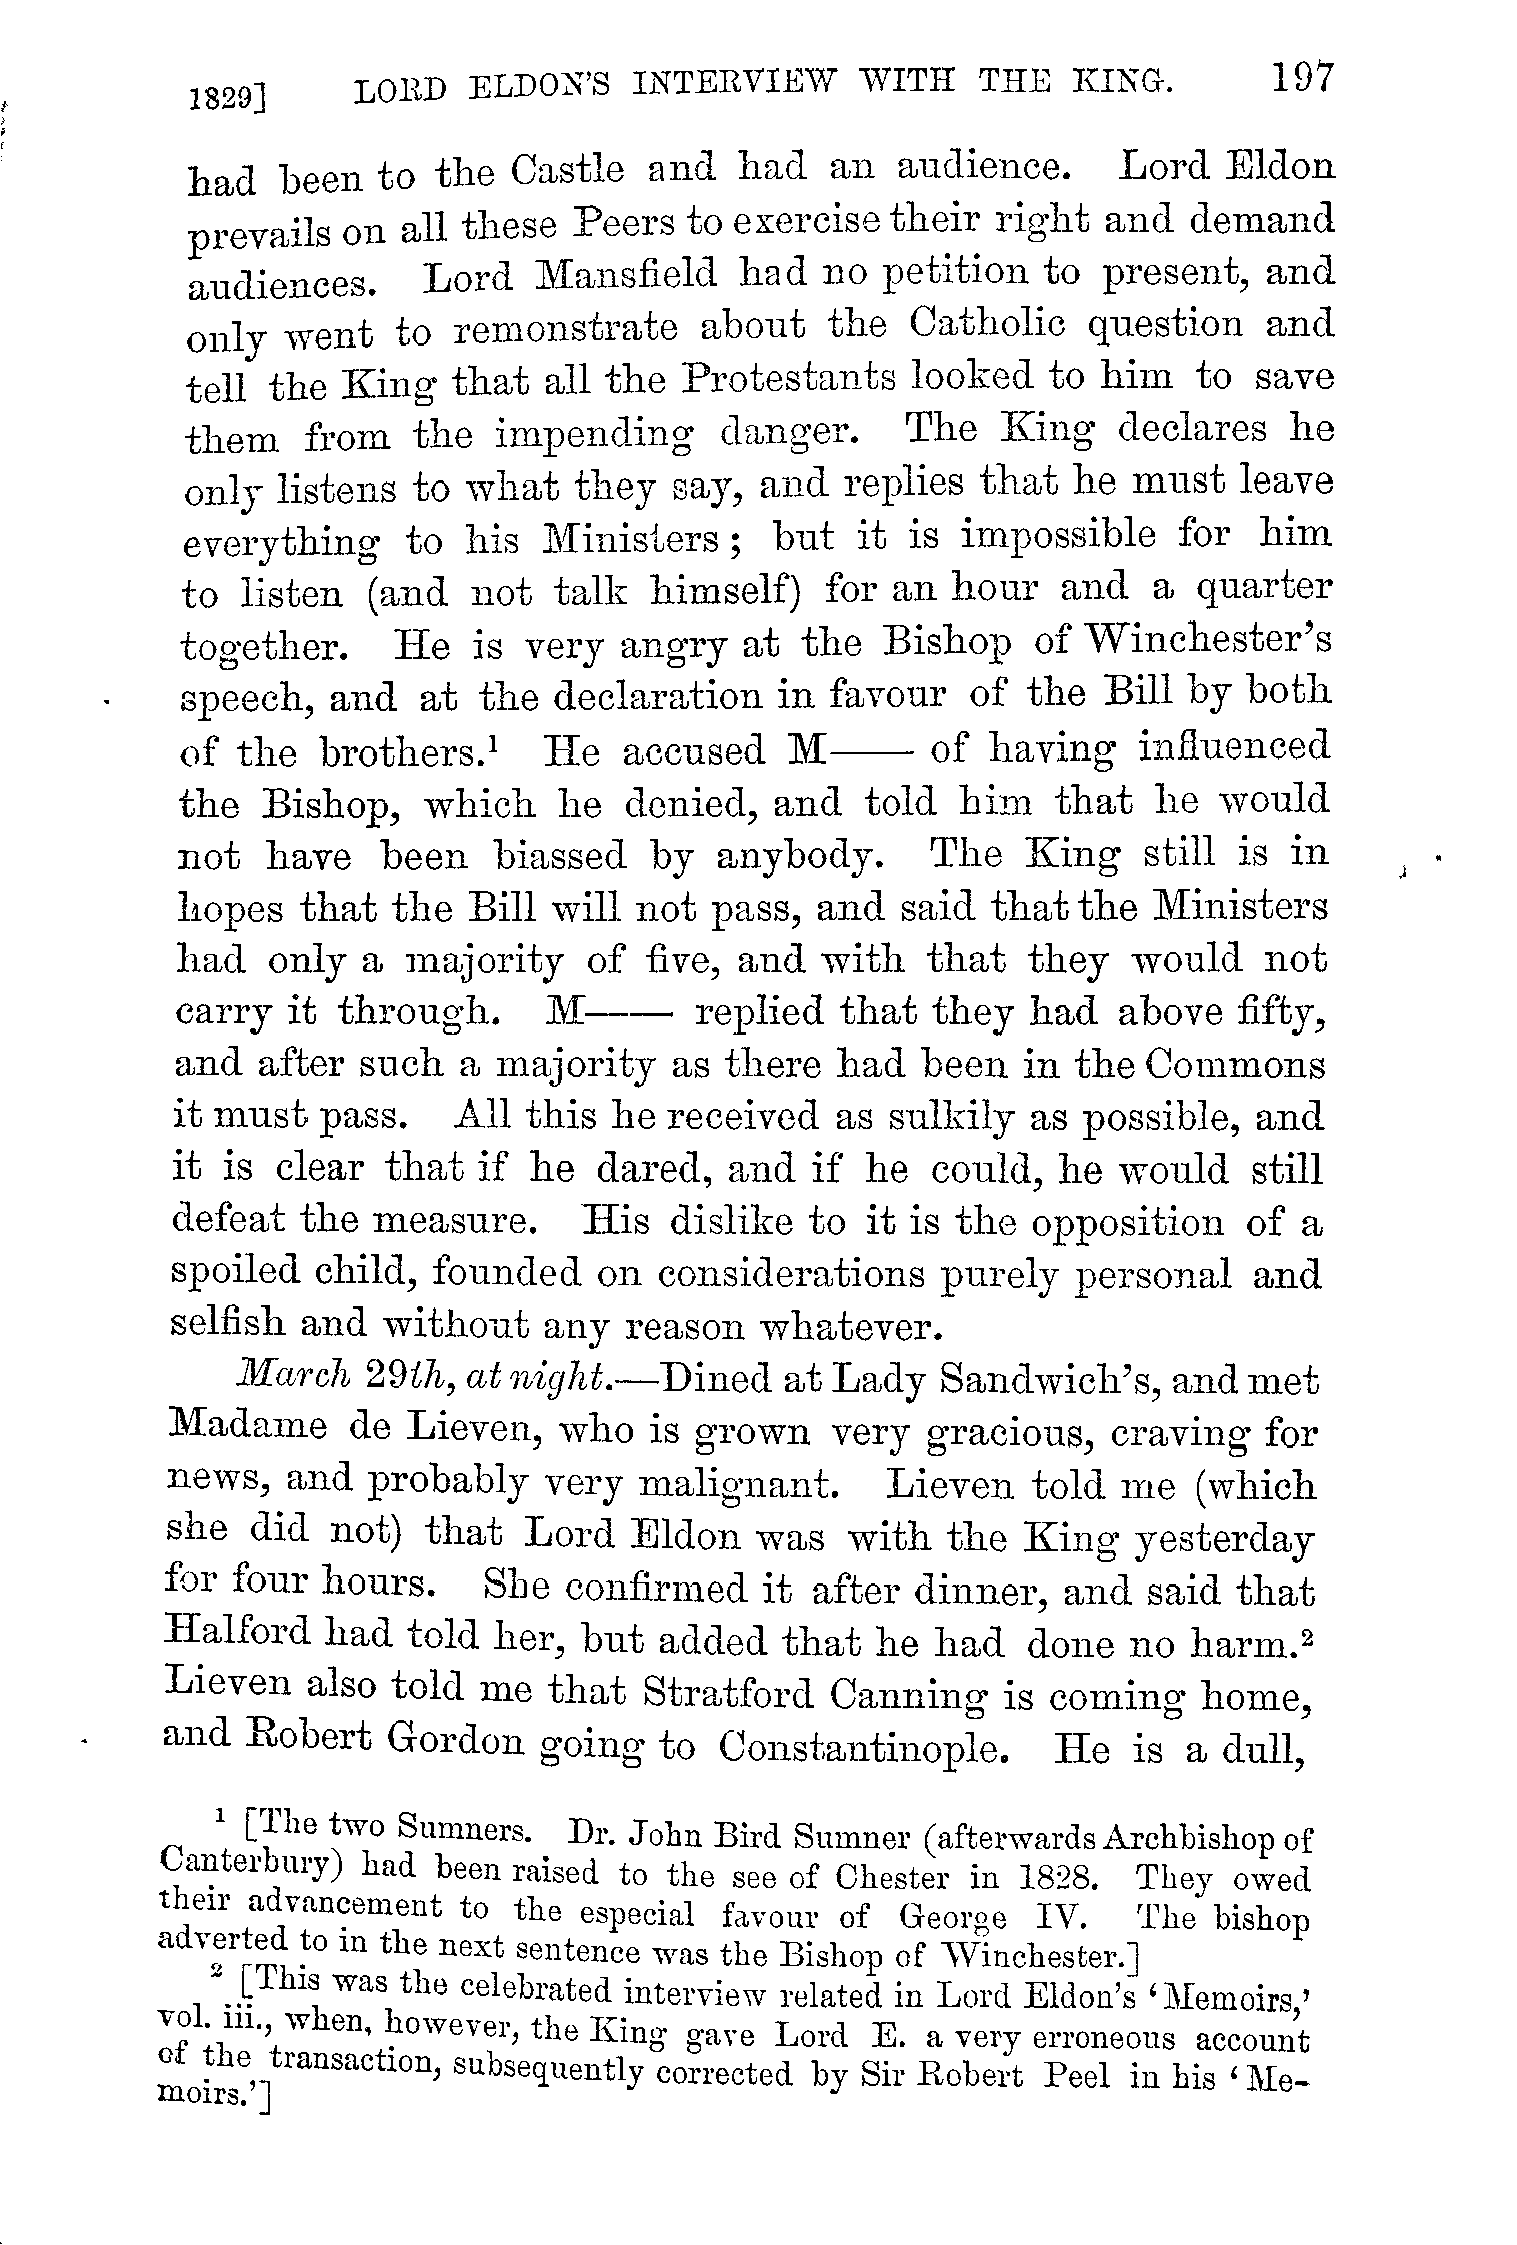 1829] LORD ELDON'S INTERVIEW WITH THE KING. 197
had been to the Castle and had an audience. Lord Eldon
prevails on all these Peers to exercise their right and demand
audiences. Lord Mansfield had no petition to present, and
only went to remonstrate about the Catholic question and
tell the King that all the Protestants looked to him to save
them from the impending danger. The King declares he
only listens to what they say, and replies that he must leave
everything to his Ministers; but it is impossible for him
to listen (and not talk himself) for an hour and a quarter
together. He is very angry at the Bishop of Winchester's
speech, and at the declaration in favour of the Bill by both
of the brothers.¹ He accused M—— of having influenced
the Bishop, which he denied, and told him that he would
not have been biassed by anybody. The King still is in
hopes that the Bill will not pass, and said that the Ministers
had only a majority of five, and with that they would not
carry it through. M—— replied that they had above fifty,
and after such a majority as there had been in the Commons
it must pass. All this he received as sulkily as possible, and
it is clear that if he dared, and if he could, he would still
defeat the measure. His dislike to it is the opposition of a
spoiled child, founded on considerations purely personal and
selfish and without any reason whatever.
March 29th, at night.—Dined at Lady Sandwich's, and met
Madame de Lieven, who is grown very gracious, craving for
news, and probably very malignant. Lieven told me (which
she did not) that Lord Eldon was with the King yesterday
for four hours. She confirmed it after dinner, and said that
Halford had told her, but added that he had done no harm.²
Lieven also told me that Stratford Canning is coming home,
and Robert Gordon going to Constantinople. He is a dull,
¹ [The two Sumners. Dr. John Bird Sumner (afterwards Archbishop of
Canterbury) had been raised to the see of Chester in 1828. They owed
their advancement to the especial favour of George IV. The bishop
adverted to in the next sentence was the Bishop of Winchester.]
² [This was the celebrated interview related in Lord Eldon's 'Memoirs,'
vol. iii., when, however, the King gave Lord E. a very erroneous account
of the transaction, subsequently corrected by Sir Robert Peel in his 'Me-
moirs.']